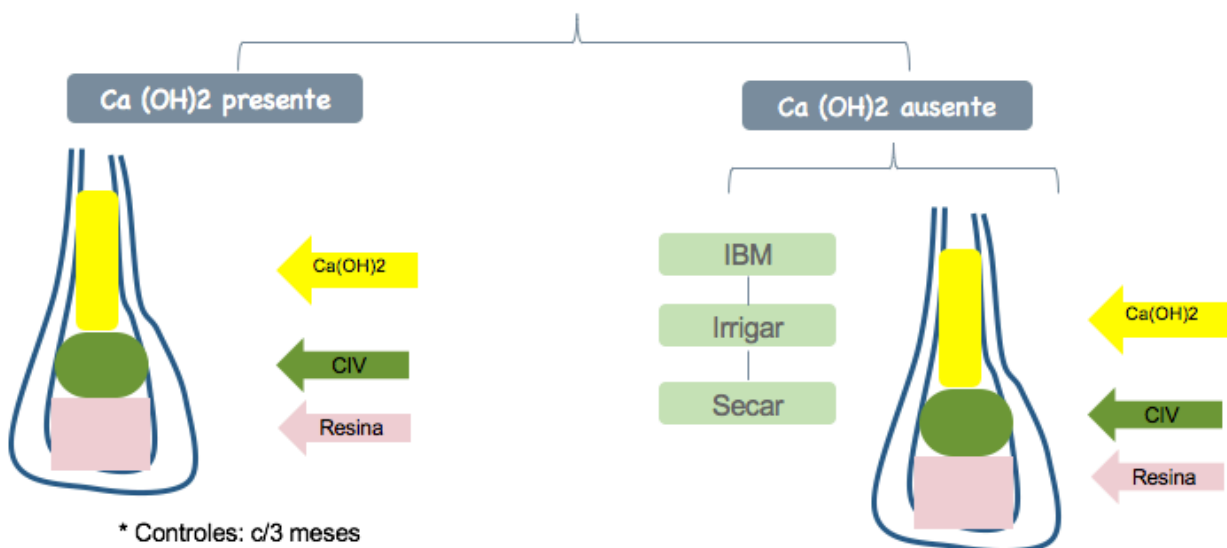 Ca (OH)2 presente
Ca(OH)2
CIV
Resina
* Controles: c/3 meses
Ca (OH)2 ausente
IBM
Irrigar
Secar
Ca(OH)2
CIV
Resina